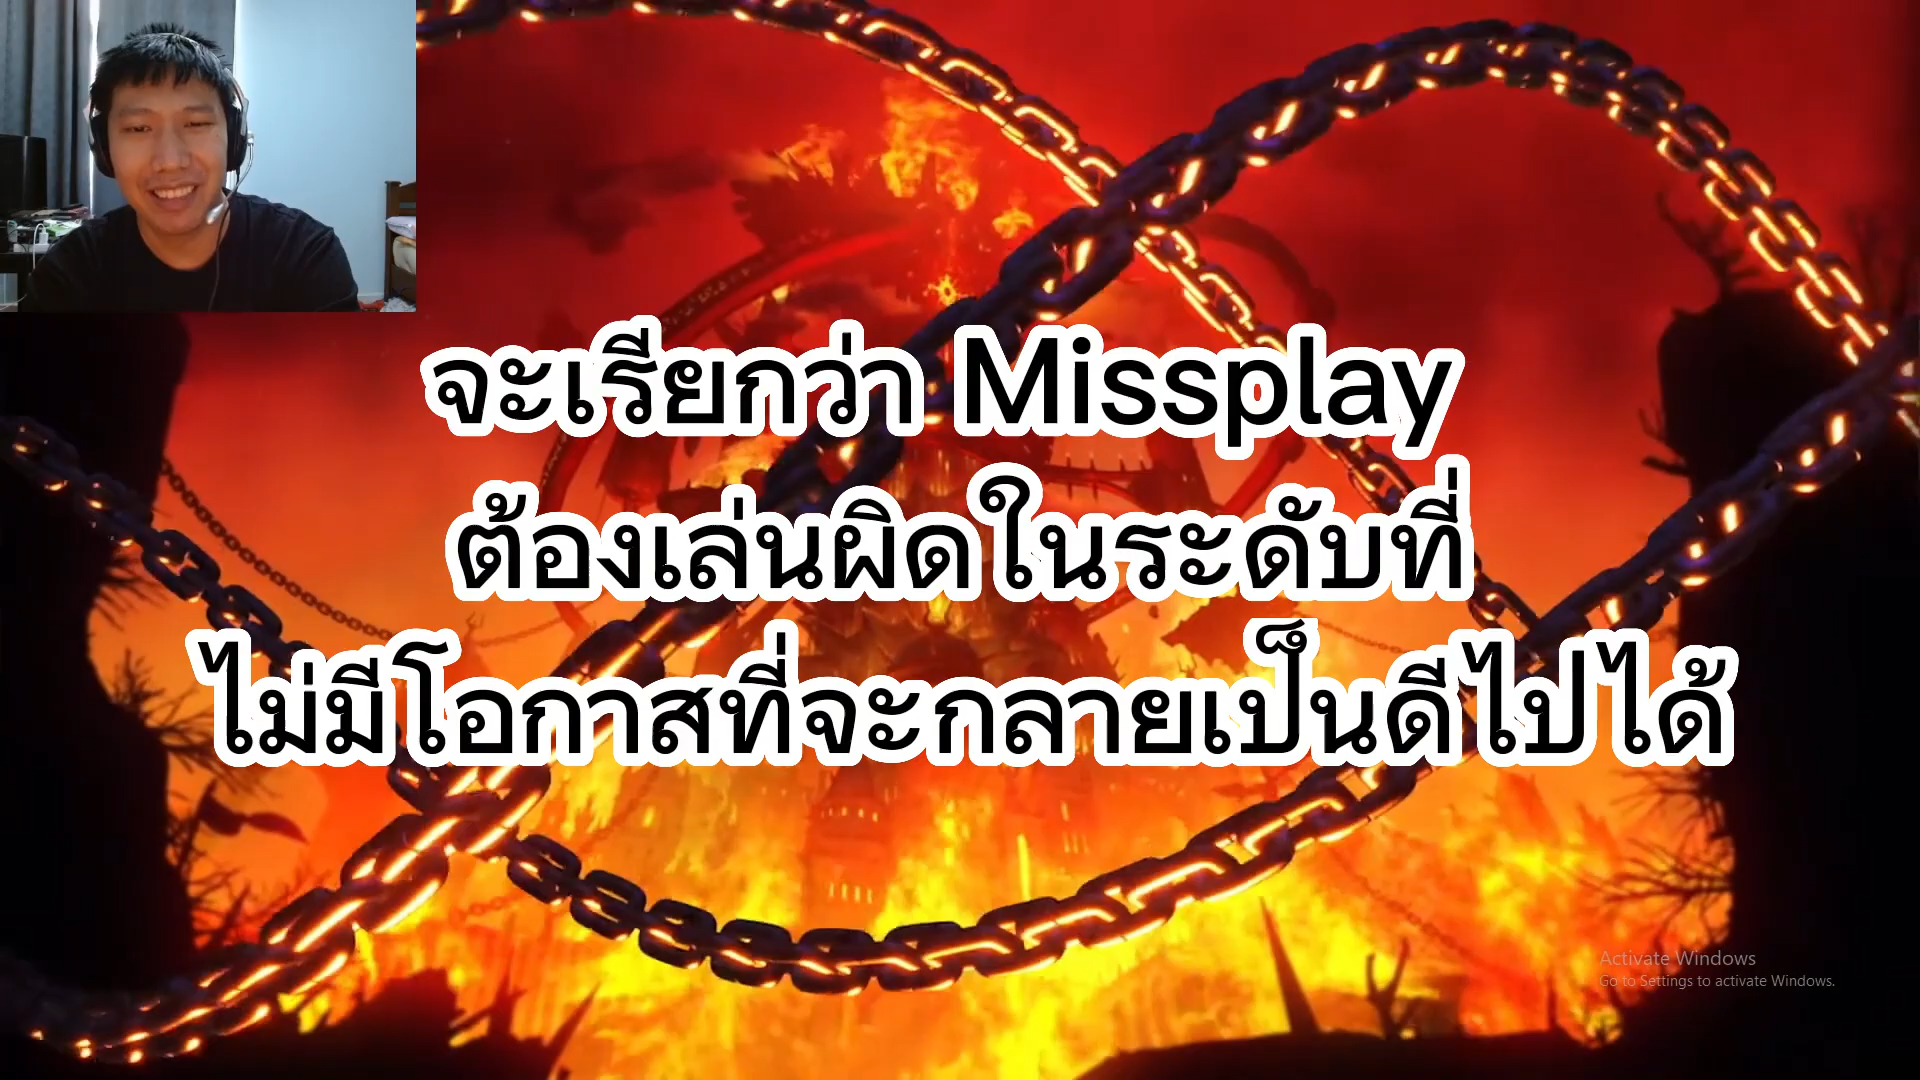 จะเรียกว่า Missplay
ต้องเล่นผิดในระดับที่
ไม่มีโอกาสที่จะกลายเป็นดีไปได้
Activate Windows
Go to Settings to activate Windows.